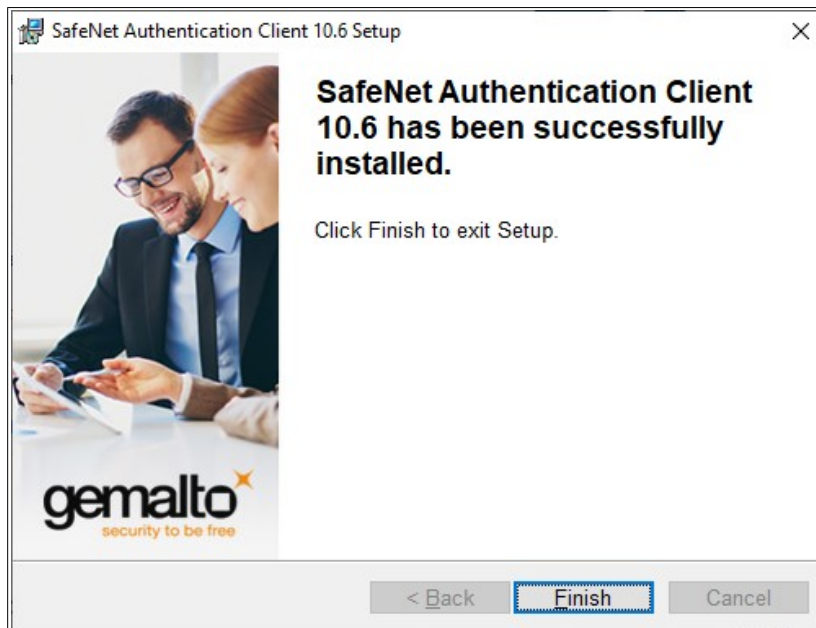 SafeNet Authentication Client 10.6 Setup
SafeNet Authentication Client
10.6 has been successfully
installed.
Click Finish to exit Setup.
gemalto
security to be free
< Back
Finish
Cancel